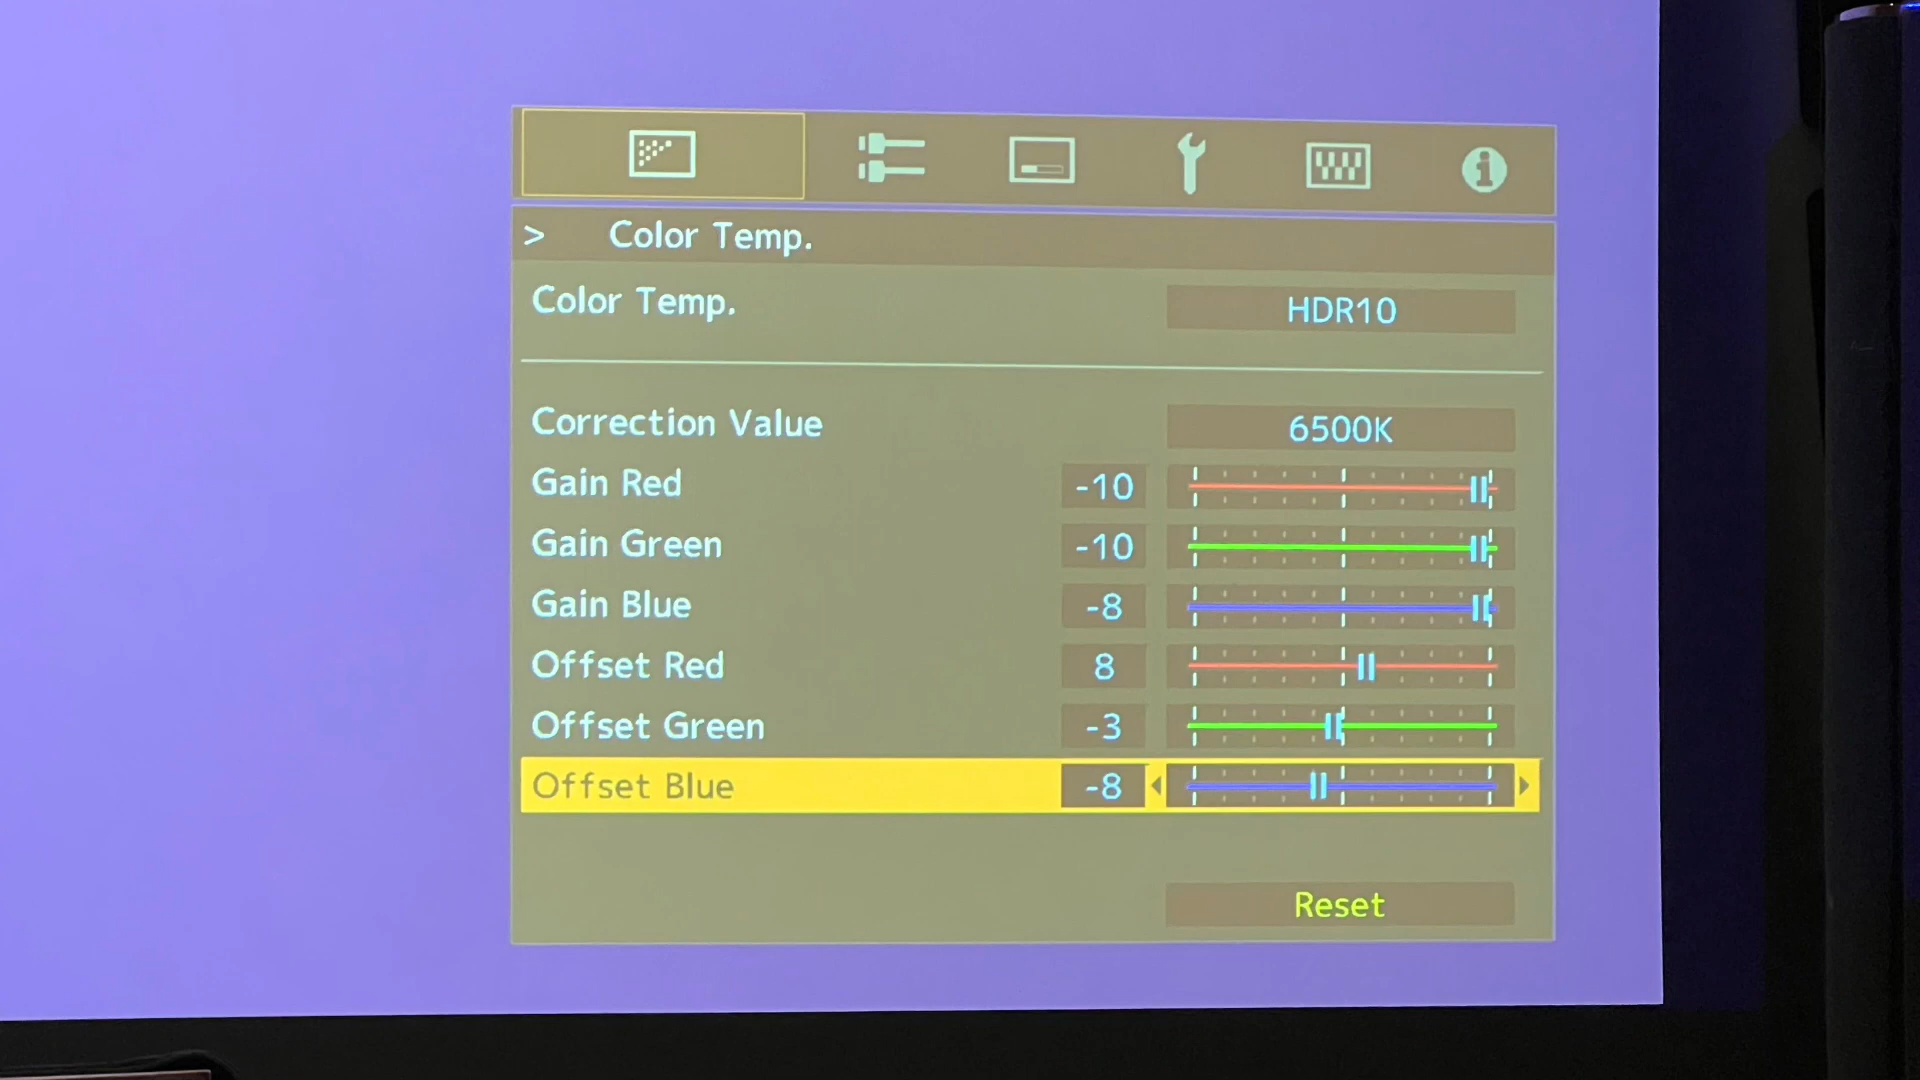 > Color Temp.
Color Temp. HDR10
Correction Value 6500K
Gain Red -10
Gain Green -10
Gain Blue -8
Offset Red 8
Offset Green -3
Offset Blue -8
Reset